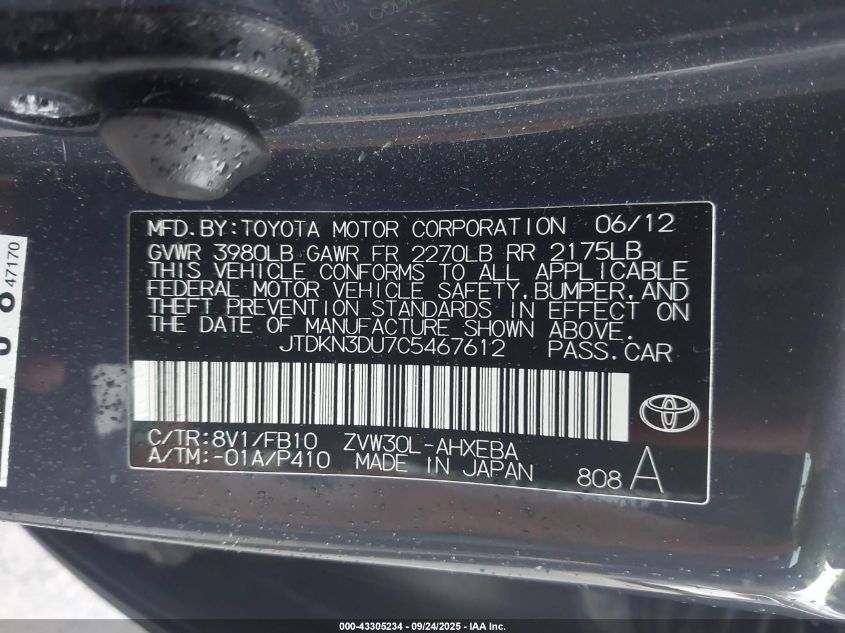 MFD. BY: TOYOTA MOTOR CORPORATION 06/12
GVWR 3980LB GAWR FR 2270LB RR 2175LB
THIS VEHICLE CONFORMS TO ALL APPLICABLE
FEDERAL MOTOR VEHICLE SAFETY, BUMPER, AND
THEFT PREVENTION STANDARDS IN EFFECT ON
THE DATE OF MANUFACTURE SHOWN ABOVE.
JTDKN3DU7C5467612 PASS. CAR
C/TR: 8V1/FB10 ZVW30L-AHXEBA
A/TM: -01A/P410 MADE IN JAPAN 808 A
47170
000-43305234 - 09/24/2025 - IAA Inc.